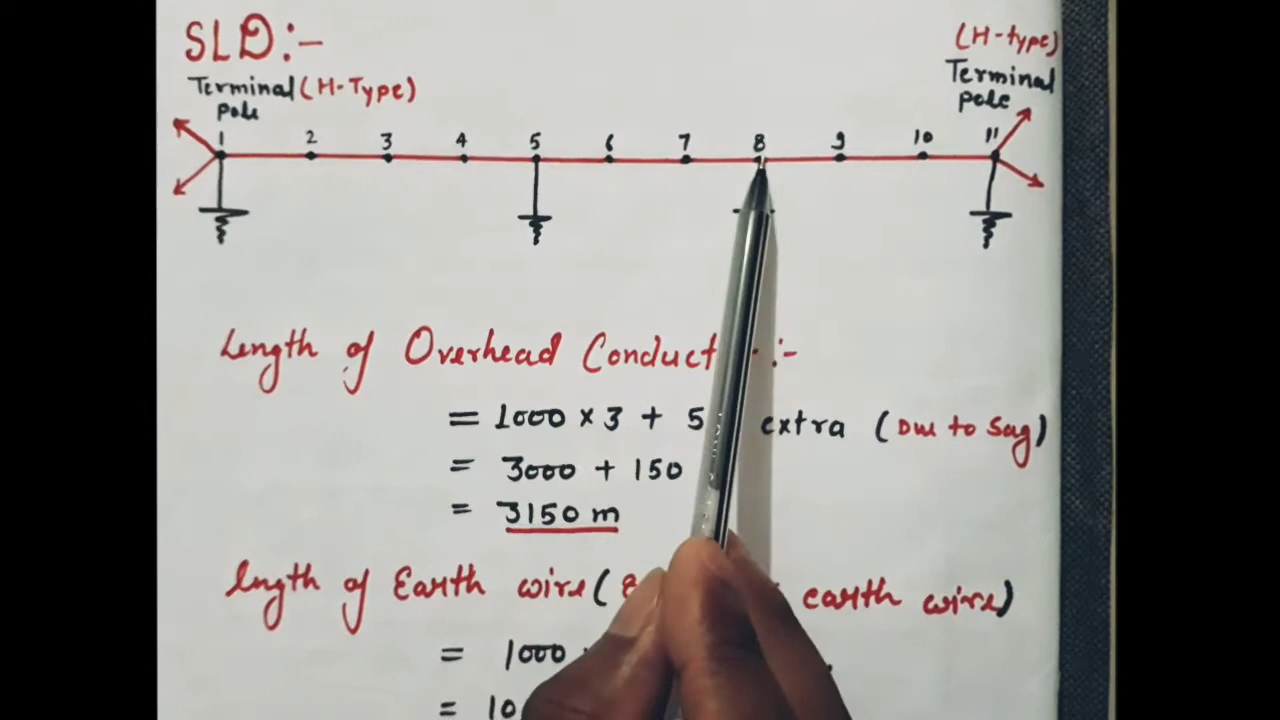 SLD:-
(H-type)
Terminal (H-Type)
pole
Terminal
pole
1 2 3 4 5 6 7 8 9 10 11
Length of Overhead Conduct :-
= 1000 × 3 + 5 extra (Due to Sag)
= 3000 + 150
= 3150 m
length of Earth wire ( earth wire)
= 1000
= 10